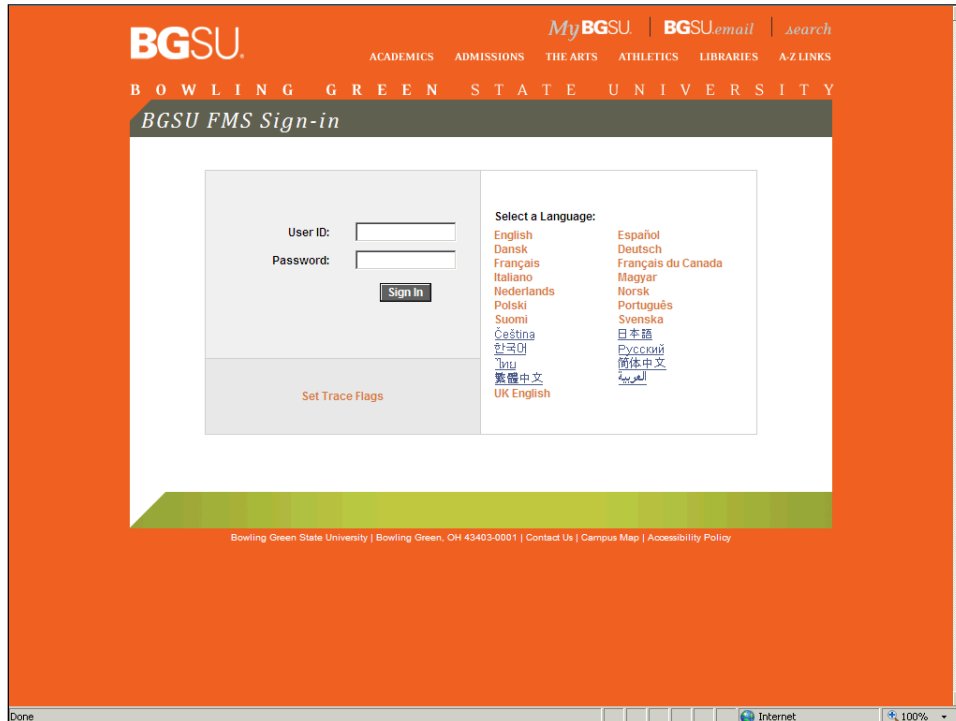 My BGSU. | BGSU.email | search
BGSU.
ACADEMICS ADMISSIONS THE ARTS ATHLETICS LIBRARIES A-Z LINKS
BOWLING GREEN STATE UNIVERSITY
BGSU FMS Sign-in
User ID:
Password:
Sign In
Set Trace Flags
Select a Language:
English Español
Dansk Deutsch
Français Français du Canada
Italiano Magyar
Nederlands Norsk
Polski Português
Suomi Svenska
Čeština 日本語
한국어 Русский
ไทย 简体中文
繁體中文 العربية
UK English
Bowling Green State University | Bowling Green, OH 43403-0001 | Contact Us | Campus Map | Accessibility Policy
Done Internet 100%